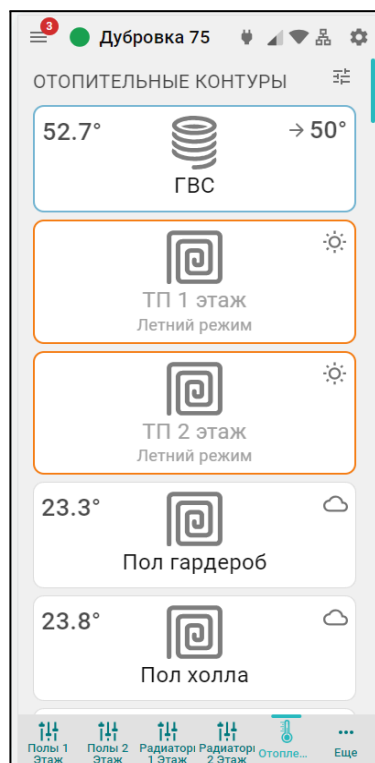 3
Дубровка 75
ОТОПИТЕЛЬНЫЕ КОНТУРЫ
52.7° → 50°
ГВС
ТП 1 этаж
Летний режим
ТП 2 этаж
Летний режим
23.3°
Пол гардероб
23.8°
Пол холла
Полы 1 Полы 2 Радиаторі Радиаторі Отопле... Еще
Этаж Этаж 1 Этаж 2 Этаж